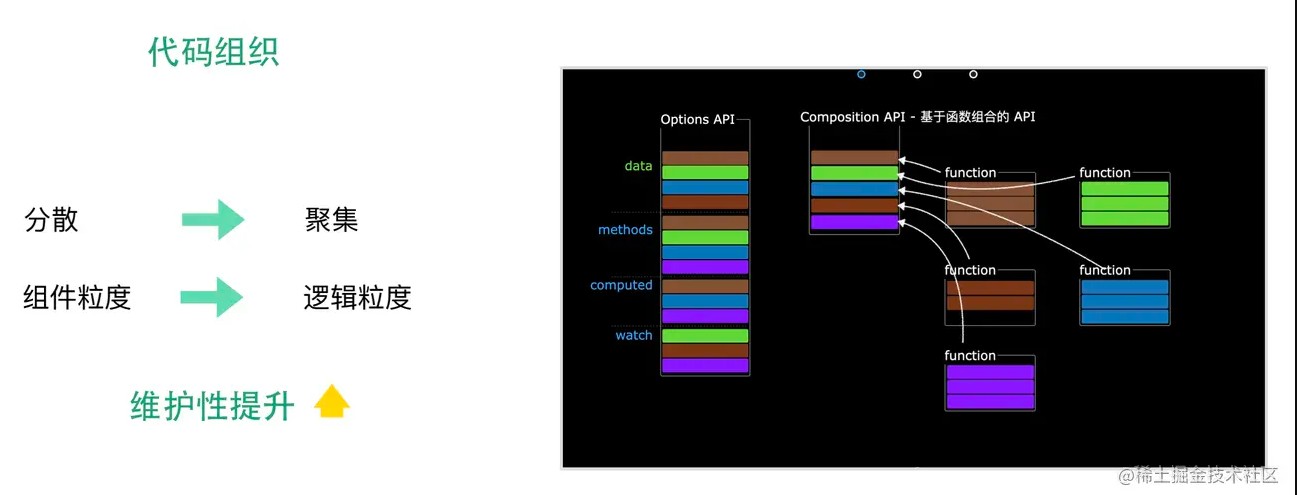 代码组织
分散
聚集
组件粒度
逻辑粒度
维护性提升
Options API
data
methods
computed
watch
Composition API - 基于函数组合的 API
function
function
function
function
function
@稀土掘金技术社区